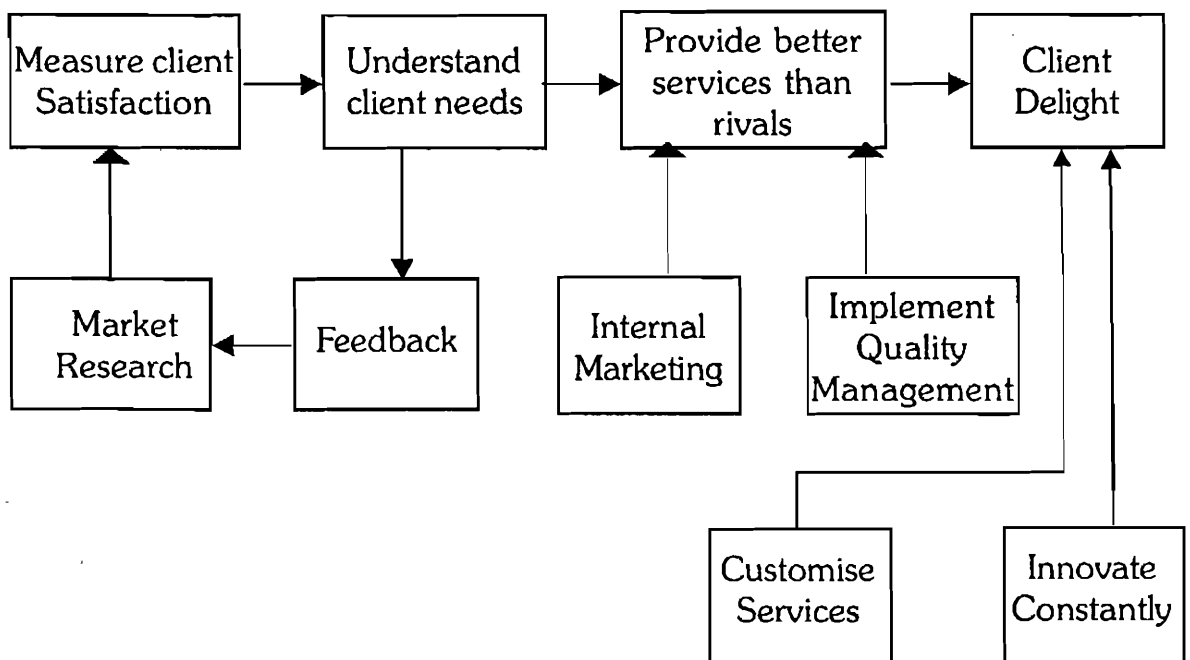 Measure client
Satisfaction
Understand
client needs
Provide better
services than
rivals
Client
Delight
Market
Research
Feedback
Internal
Marketing
Implement
Quality
Management
Customise
Services
Innovate
Constantly